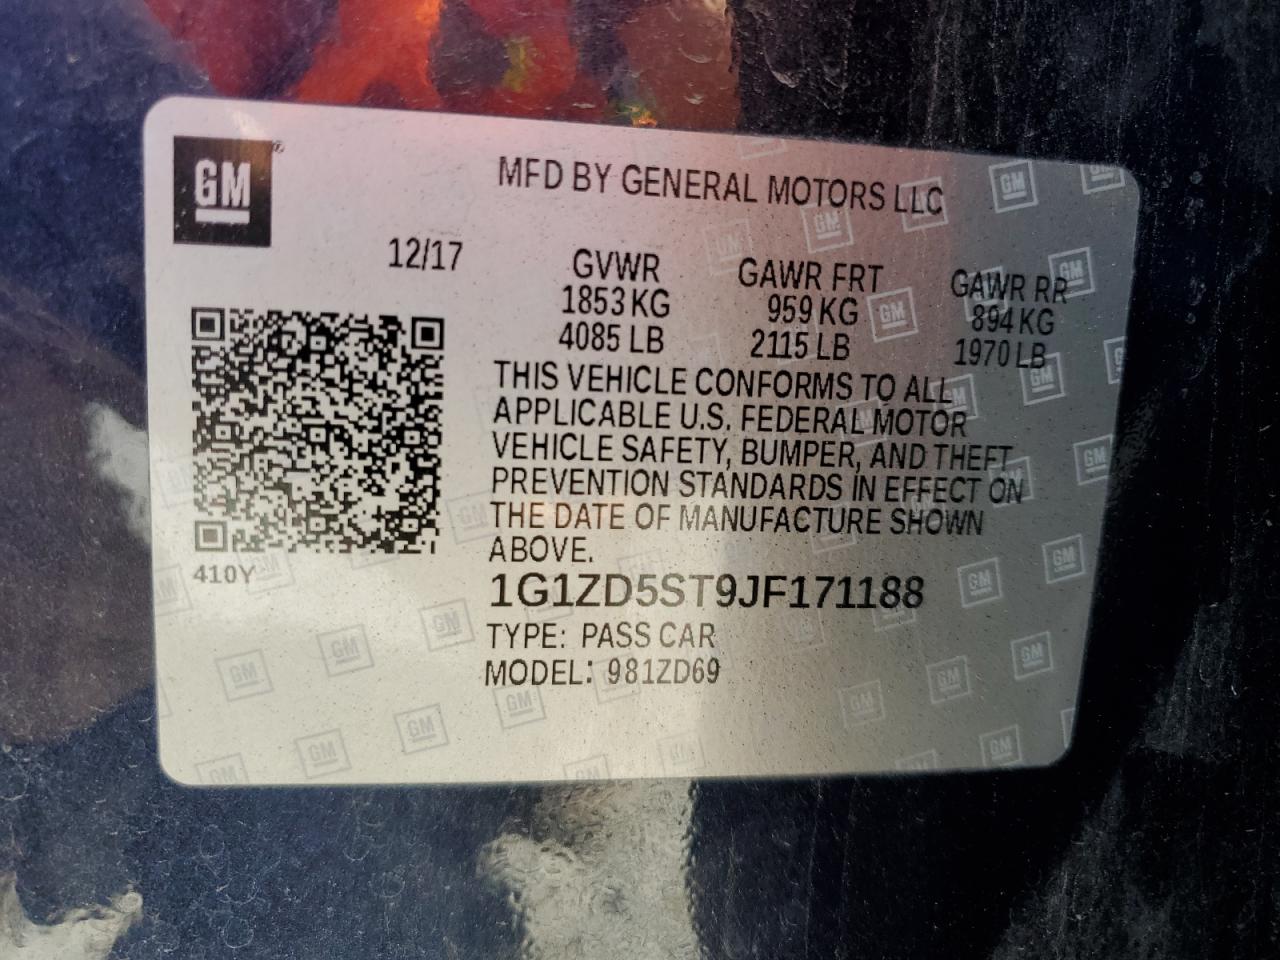 GM
MFD BY GENERAL MOTORS LLC
12/17
GVWR GAWR FRT GAWR RR
1853 KG 959 KG 894 KG
4085 LB 2115 LB 1970 LB
THIS VEHICLE CONFORMS TO ALL
APPLICABLE U.S. FEDERAL MOTOR
VEHICLE SAFETY, BUMPER, AND THEFT
PREVENTION STANDARDS IN EFFECT ON
THE DATE OF MANUFACTURE SHOWN
ABOVE.
410Y
1G1ZD5ST9JF171188
TYPE: PASS CAR
MODEL: 981ZD69